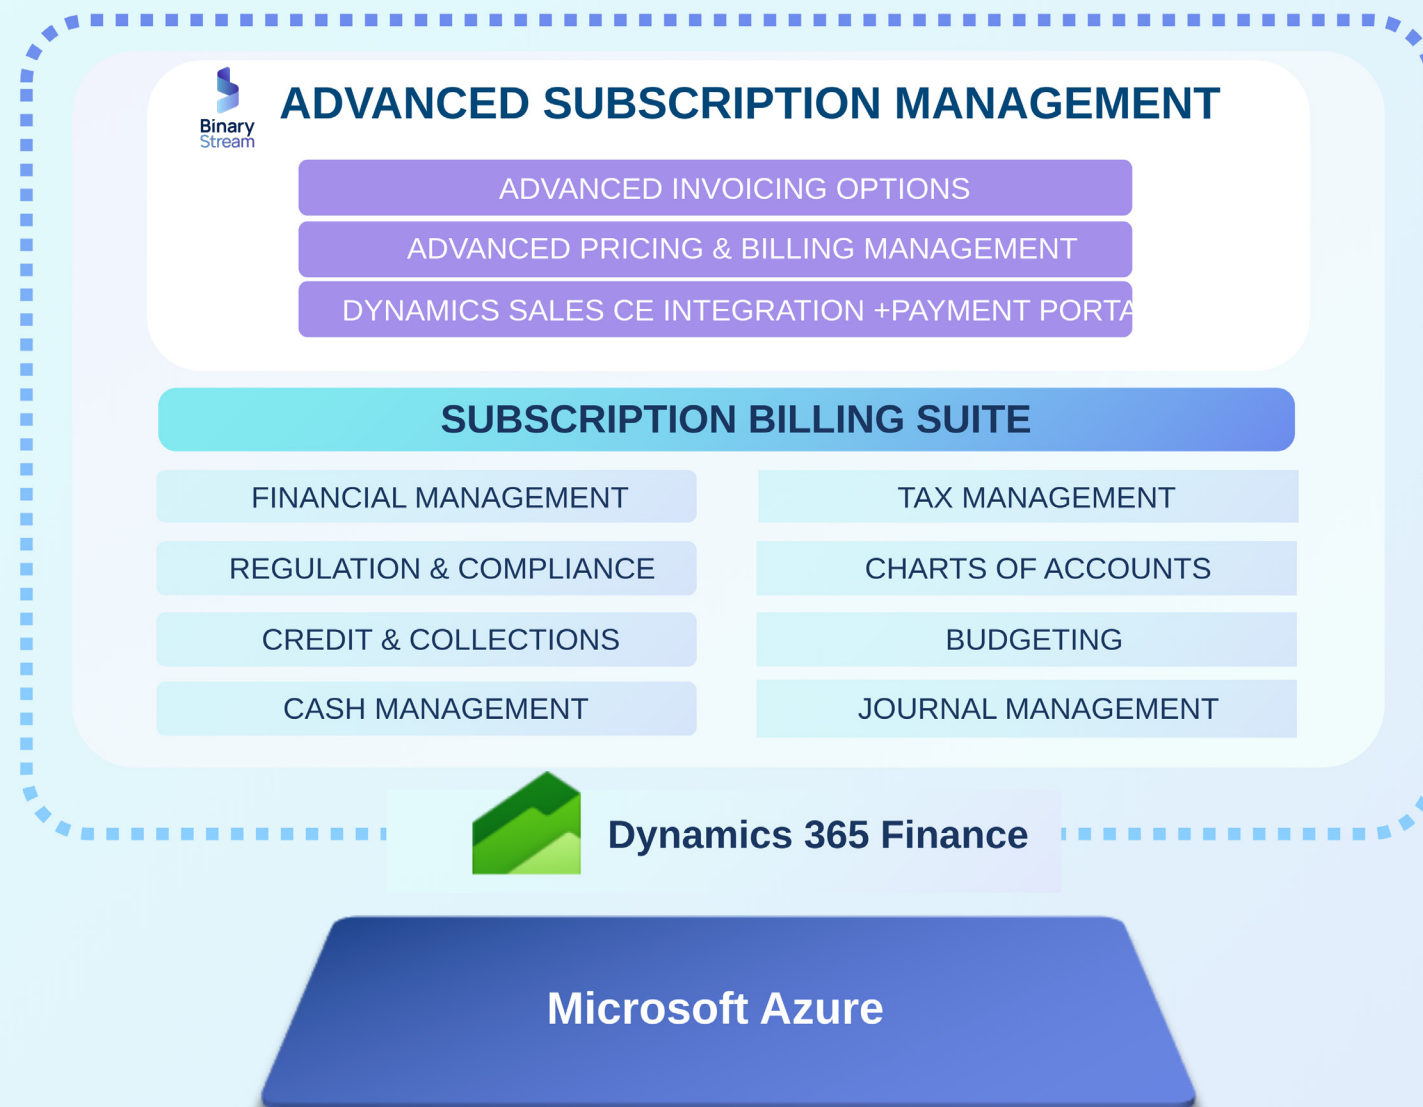 Binary
Stream
ADVANCED SUBSCRIPTION MANAGEMENT
ADVANCED INVOICING OPTIONS
ADVANCED PRICING & BILLING MANAGEMENT
DYNAMICS SALES CE INTEGRATION +PAYMENT PORTA
SUBSCRIPTION BILLING SUITE
FINANCIAL MANAGEMENT
TAX MANAGEMENT
REGULATION & COMPLIANCE
CHARTS OF ACCOUNTS
CREDIT & COLLECTIONS
BUDGETING
CASH MANAGEMENT
JOURNAL MANAGEMENT
Dynamics 365 Finance
Microsoft Azure